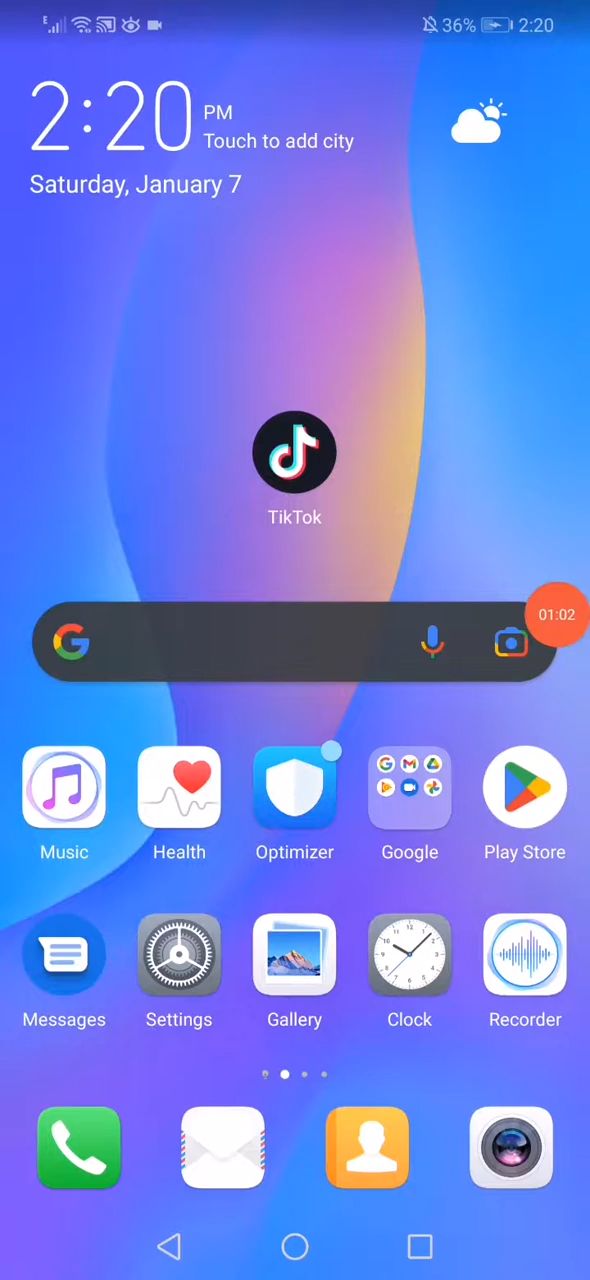 E 36% 2:20
2:20 PM
Touch to add city
Saturday, January 7
TikTok
01:02
Music Health Optimizer Google Play Store
Messages Settings Gallery Clock Recorder